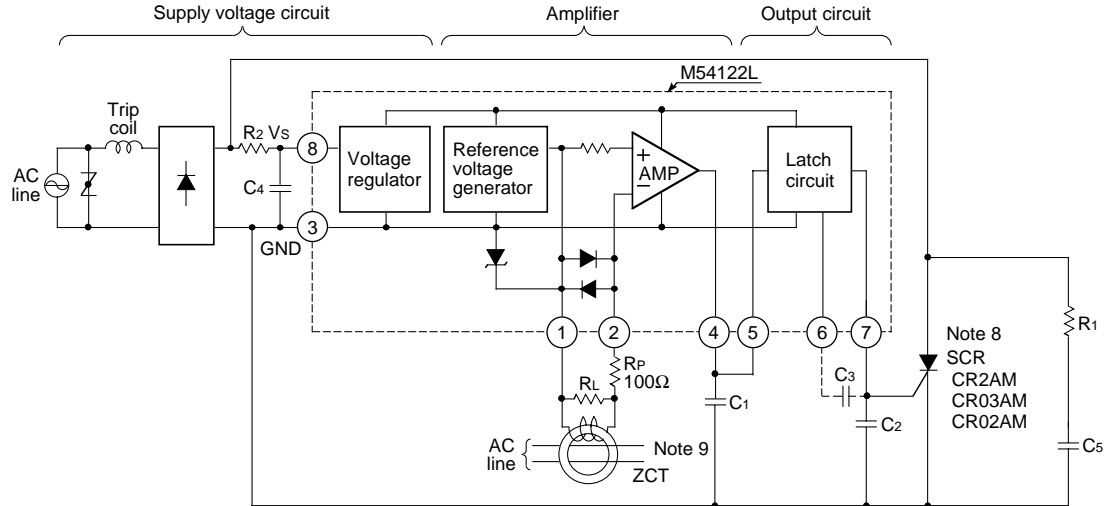 Supply voltage circuit
Amplifier
Output circuit
M54122L
Trip
coil
R2 VS
8
Voltage
regulator
Reference
voltage
generator
+
AMP
−
Latch
circuit
AC
line
C4
3
GND
1
2
4
5
6
7
R1
RP
100Ω
RL
C1
C3
C2
Note 8
SCR
CR2AM
CR03AM
CR02AM
C5
AC
line
Note 9
ZCT